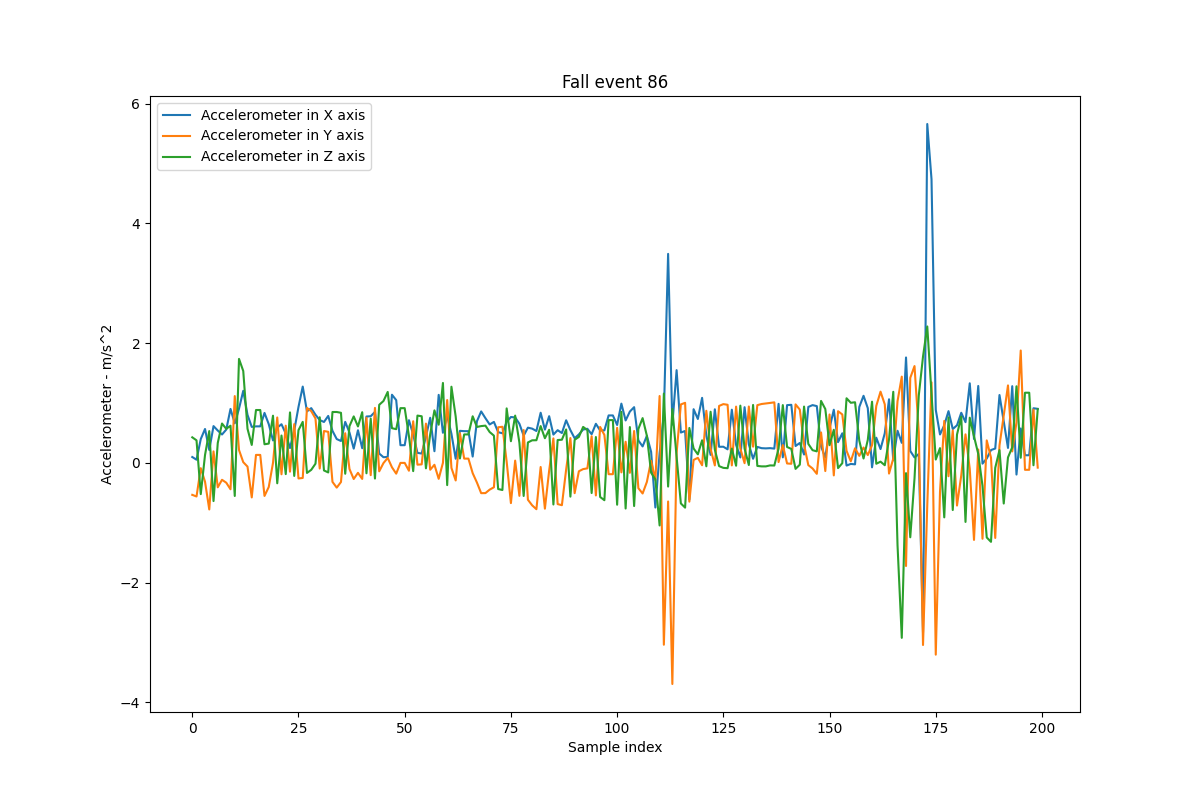 Fall event 86
Accelerometer in X axis
Accelerometer in Y axis
Accelerometer in Z axis
Accelerometer - m/s^2
6
4
2
0
−2
−4
0 25 50 75 100 125 150 175 200
Sample index